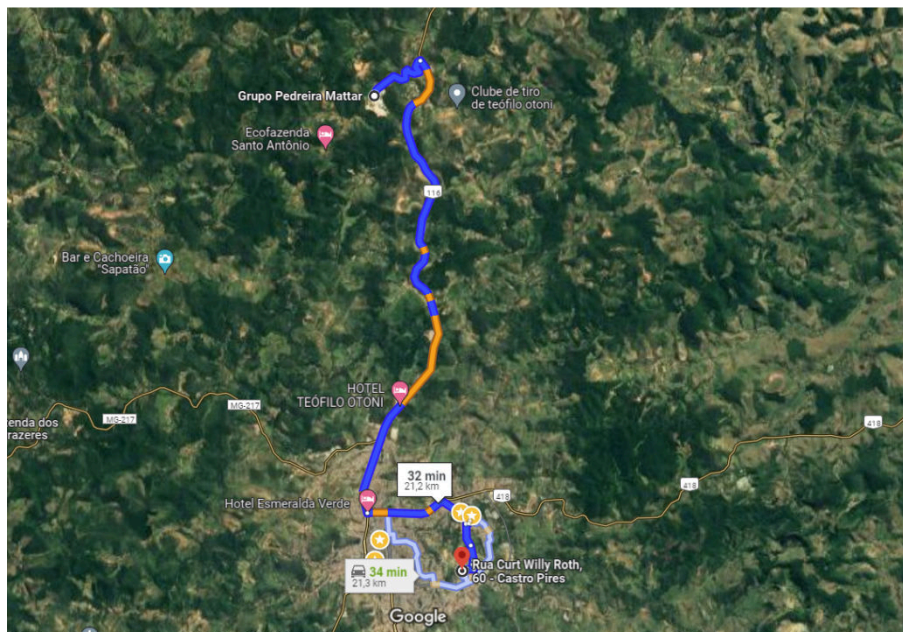 Grupo Pedreira Mattar
Clube de tiro
de teófilo otoni
Ecofazenda
Santo Antônio
116
Bar e Cachoeira
"Sapatão"
HOTEL
TEÓFILO OTONI
MG-217
MG-217
enda dos
razeres
418
32 min
21,2 km
418
418
Hotel Esmeralda Verde
34 min
21,3 km
Rua Curt Willy Roth,
60 - Castro Pires
Google